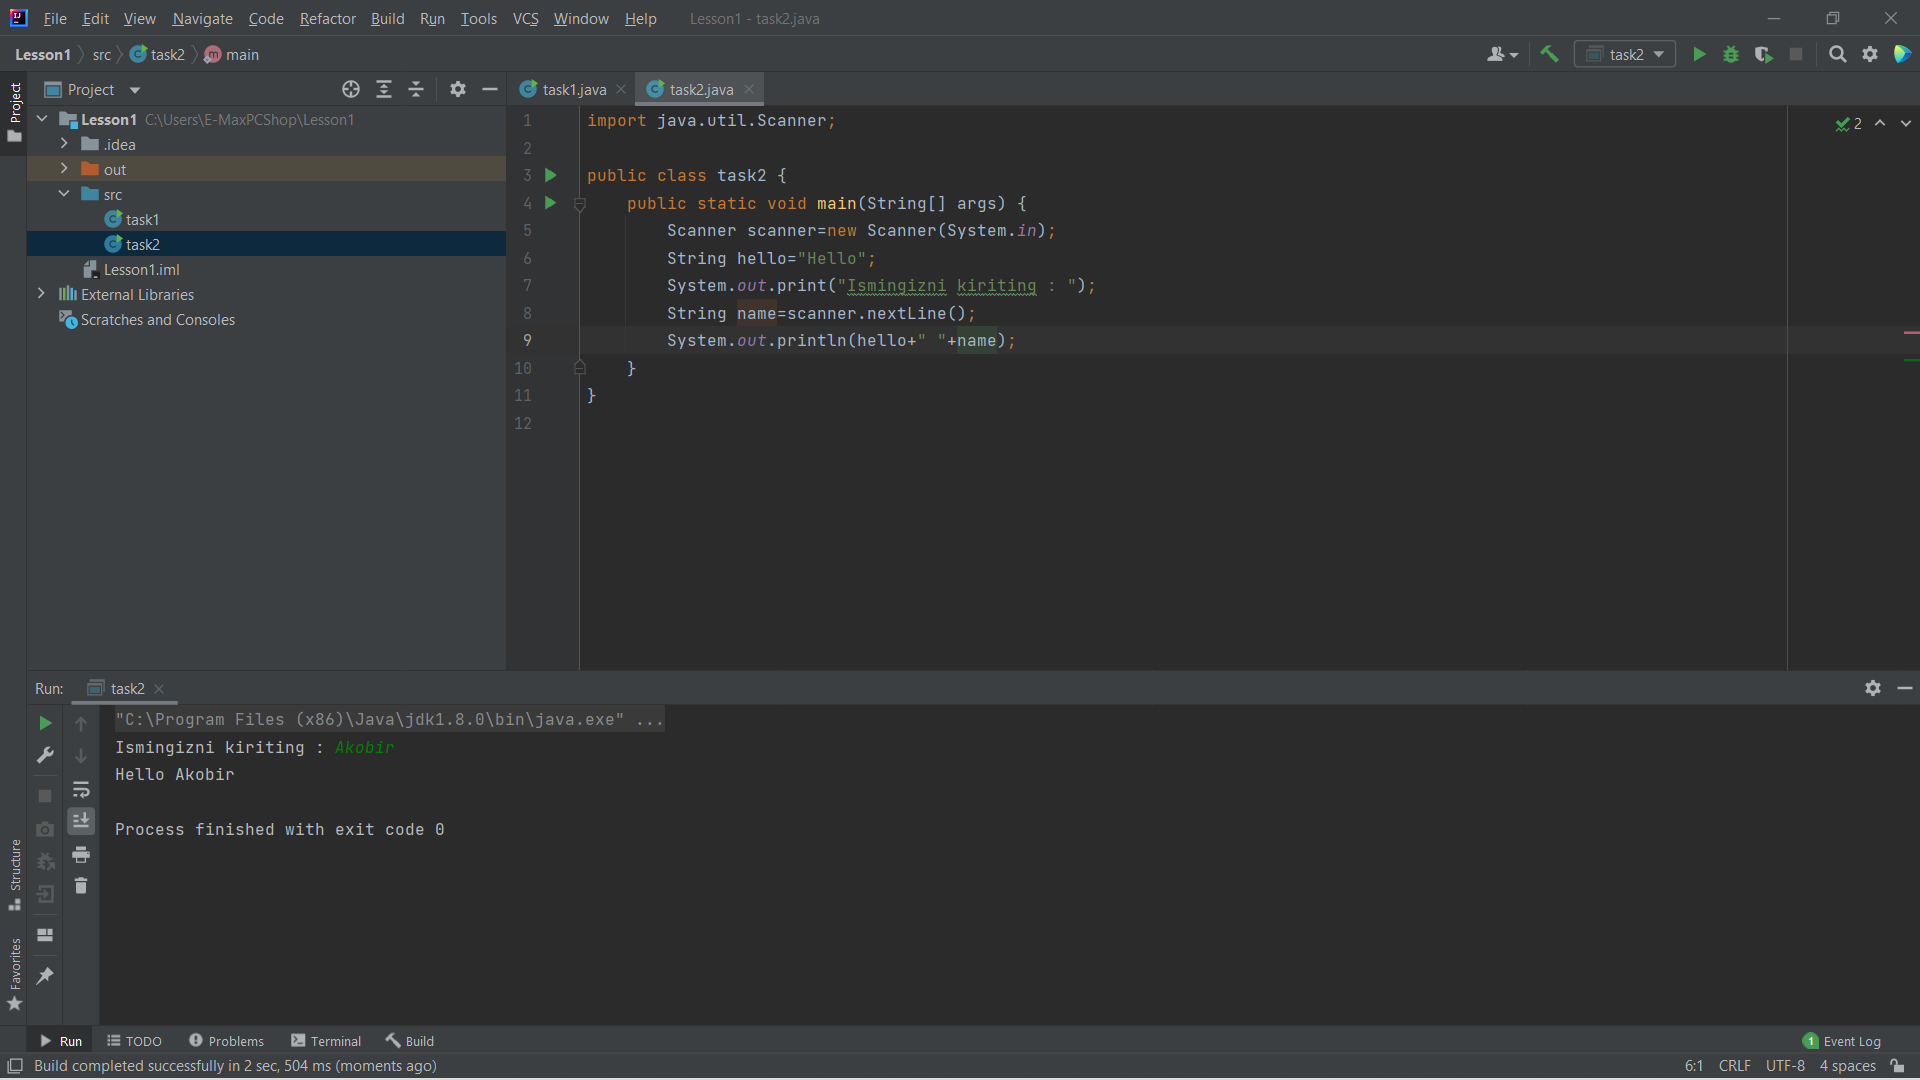 File Edit View Navigate Code Refactor Build Run Tools VCS Window Help Lesson1 - task2.java
Lesson1 src task2 main task2
Project task1.java task2.java
Project
Lesson1 C:\Users\E-MaxPCShop\Lesson1
.idea
out
src
task1
task2
Lesson1.iml
External Libraries
Scratches and Consoles
2
1 import java.util.Scanner;
2
3 public class task2 {
4 public static void main(String[] args) {
5 Scanner scanner=new Scanner(System.in);
6 String hello="Hello";
7 System.out.print("Ismingizni kiriting : ");
8 String name=scanner.nextLine();
9 System.out.println(hello+" "+name);
10 }
11 }
12
Run: task2
"C:\Program Files (x86)\Java\jdk1.8.0\bin\java.exe" ...
Ismingizni kiriting : Akobir
Hello Akobir
Process finished with exit code 0
Structure
Favorites
Run TODO Problems Terminal Build 1 Event Log
Build completed successfully in 2 sec, 504 ms (moments ago) 6:1 CRLF UTF-8 4 spaces